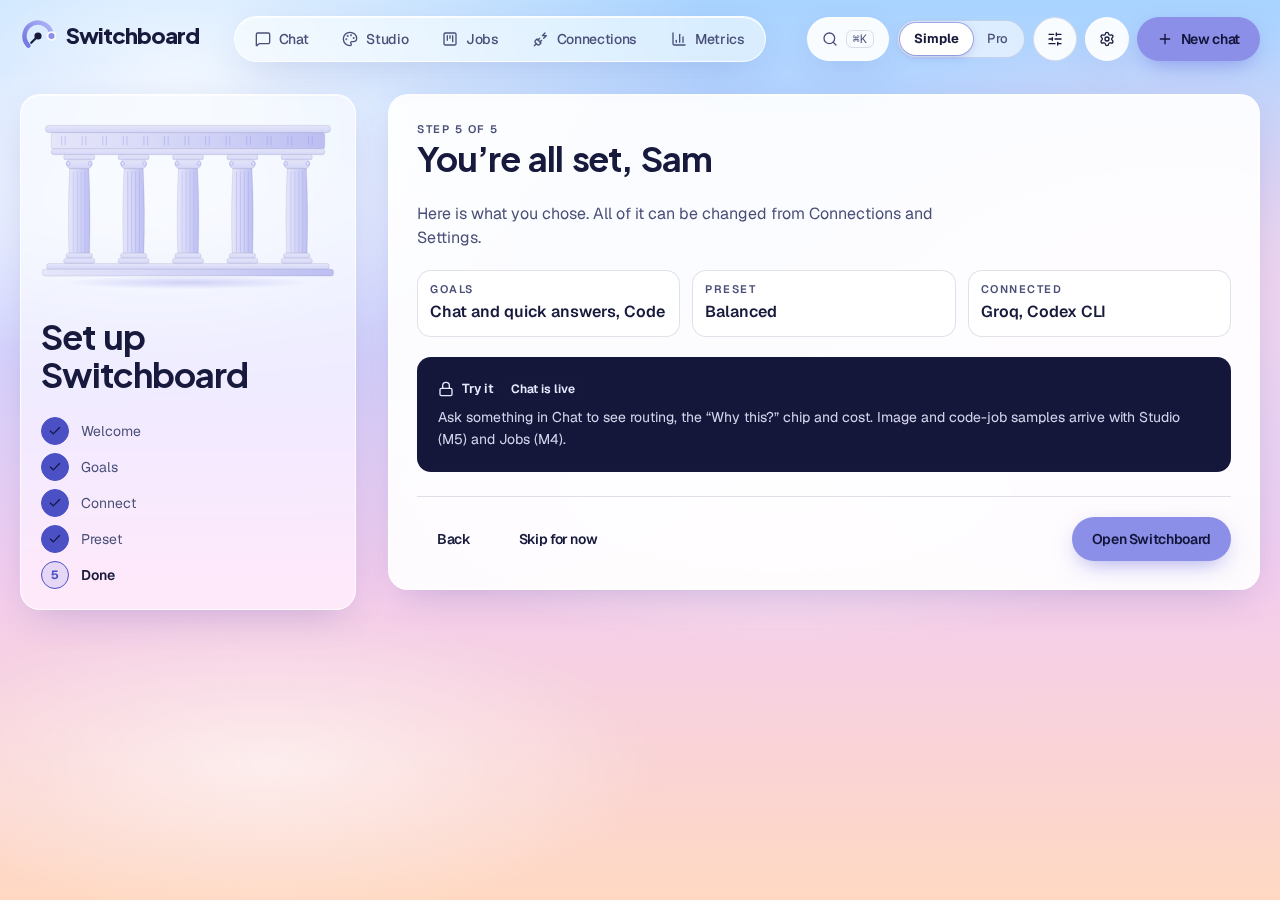 Switchboard
Chat
Studio
Jobs
Connections
Metrics
⌘K
Simple
Pro
New chat
Set up
Switchboard
Welcome
Goals
Connect
Preset
5
Done
STEP 5 OF 5
You’re all set, Sam
Here is what you chose. All of it can be changed from Connections and
Settings.
GOALS
Chat and quick answers, Code
PRESET
Balanced
CONNECTED
Groq, Codex CLI
Try it
Chat is live
Ask something in Chat to see routing, the “Why this?” chip and cost. Image and code-job samples arrive with Studio
(M5) and Jobs (M4).
Back
Skip for now
Open Switchboard